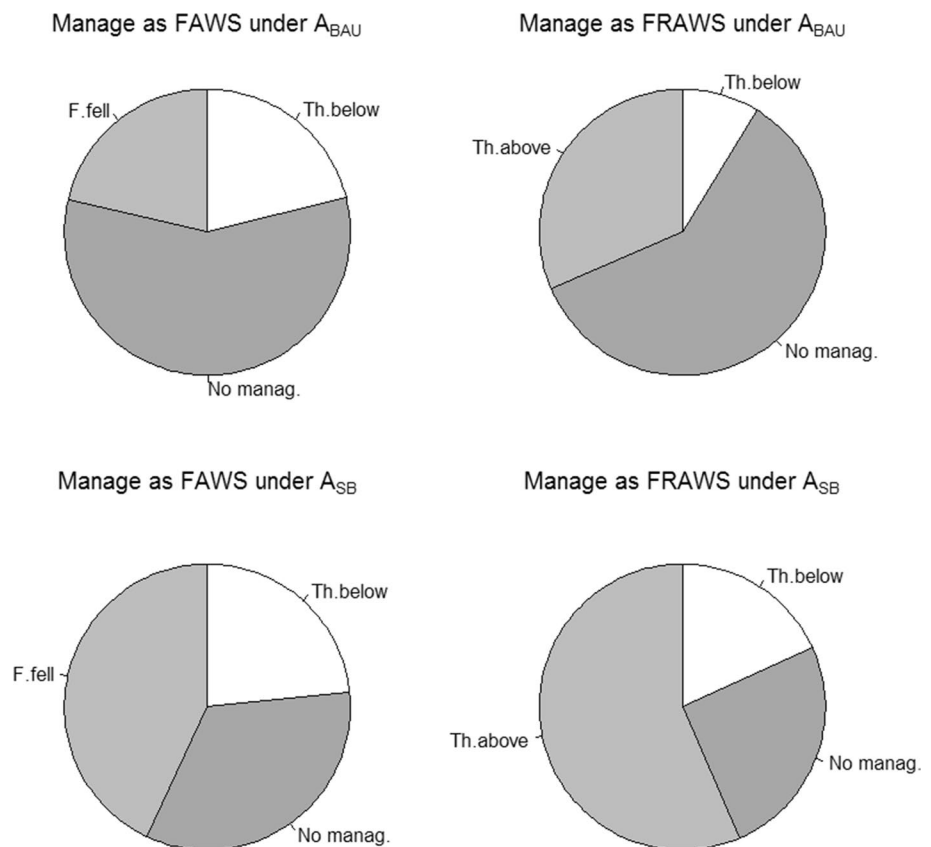 Manage as FAWS under A_BAU
F.fell
Th.below
No manag.
Manage as FRAWS under A_BAU
Th.below
Th.above
No manag.
Manage as FAWS under A_SB
Th.below
F.fell
No manag.
Manage as FRAWS under A_SB
Th.below
Th.above
No manag.